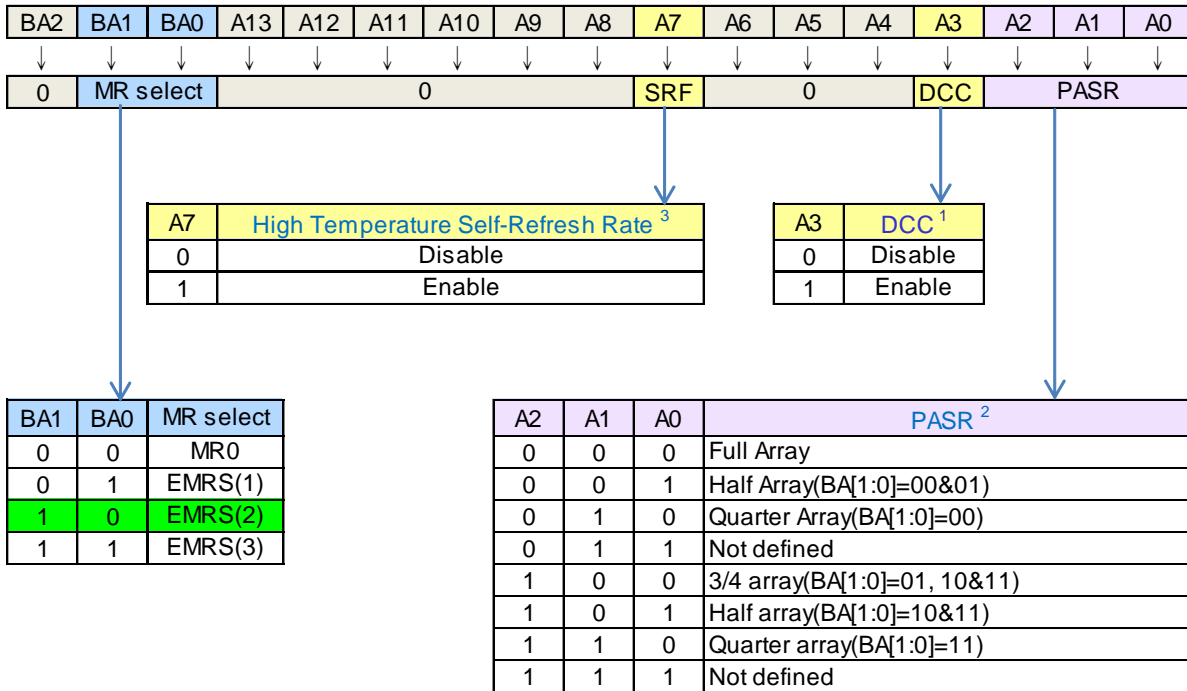 BA2 BA1 BA0 A13 A12 A11 A10 A9 A8 A7 A6 A5 A4 A3 A2 A1 A0
0 MR select 0 SRF 0 DCC PASR
A7 High Temperature Self-Refresh Rate 3
0 Disable
1 Enable
A3 DCC 1
0 Disable
1 Enable
BA1 BA0 MR select
0 0 MR0
0 1 EMRS(1)
1 0 EMRS(2)
1 1 EMRS(3)
A2 A1 A0 PASR 2
0 0 0 Full Array
0 0 1 Half Array(BA[1:0]=00&01)
0 1 0 Quarter Array(BA[1:0]=00)
0 1 1 Not defined
1 0 0 3/4 array(BA[1:0]=01, 10&11)
1 0 1 Half array(BA[1:0]=10&11)
1 1 0 Quarter array(BA[1:0]=11)
1 1 1 Not defined